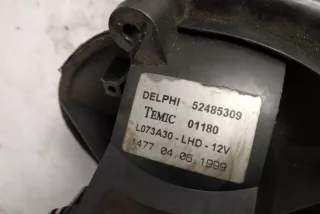 DELPHI 52485309
TEMIC 01180
L073A30-LHD-12V
1477 04.06.1999